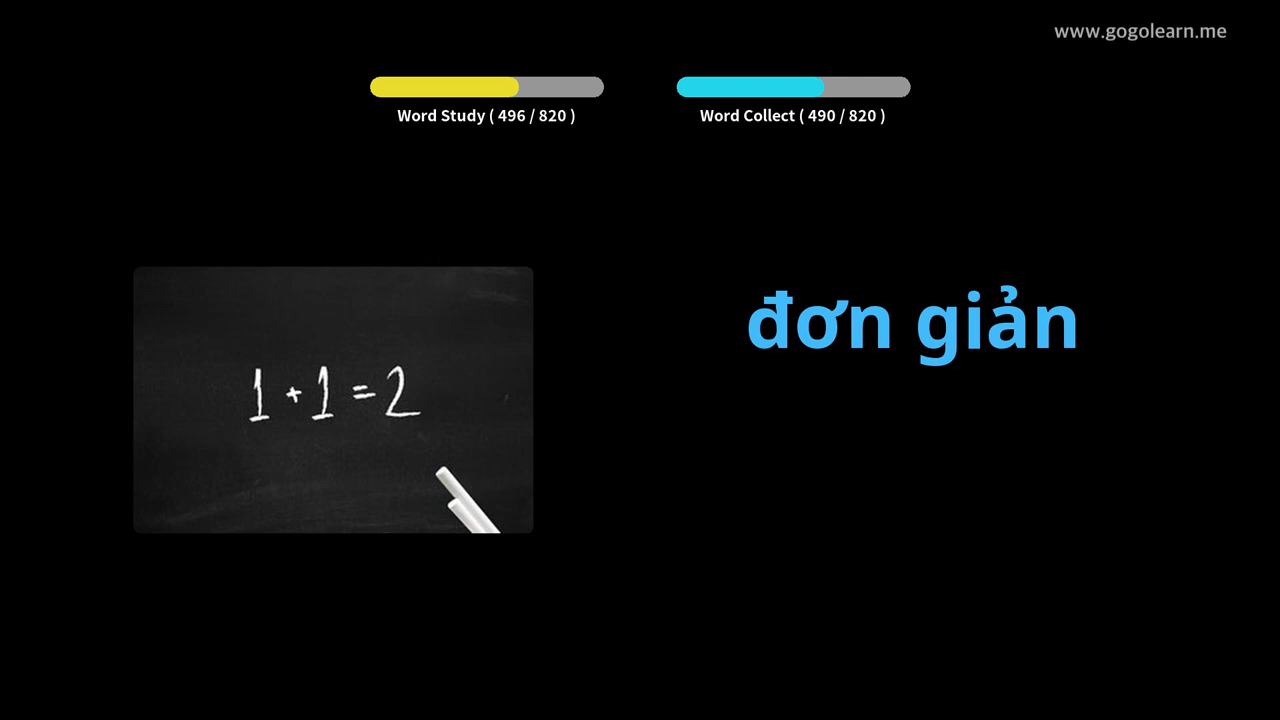 www.gogolearn.me
Word Study ( 496 / 820 )
Word Collect ( 490 / 820 )
đơn giản
1 + 1 = 2